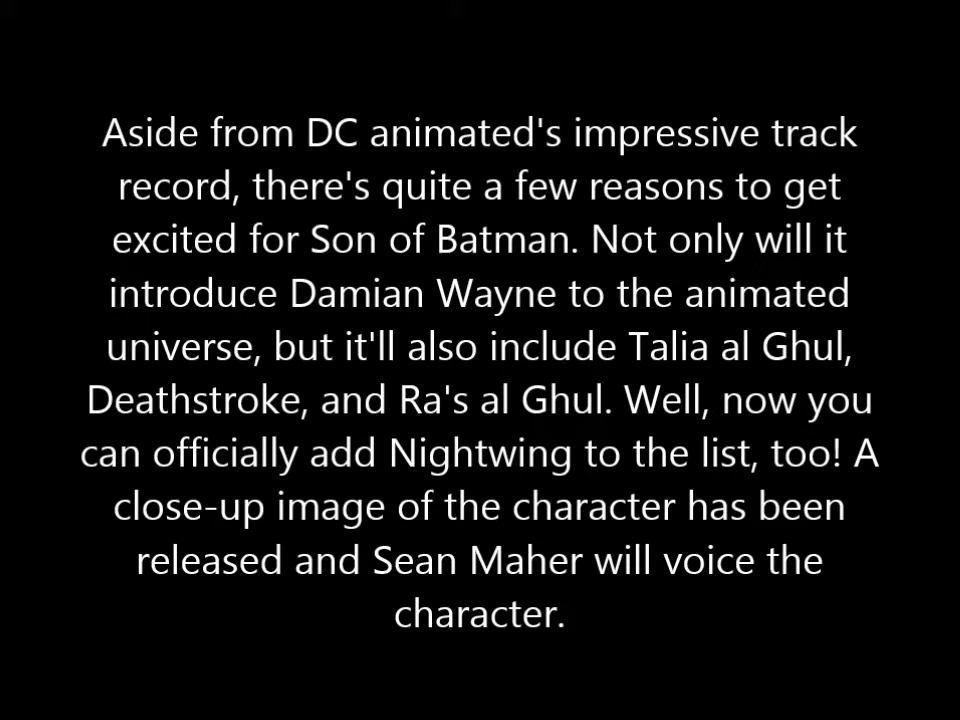 Aside from DC animated's impressive track
record, there's quite a few reasons to get
excited for Son of Batman. Not only will it
introduce Damian Wayne to the animated
universe, but it'll also include Talia al Ghul,
Deathstroke, and Ra's al Ghul. Well, now you
can officially add Nightwing to the list, too! A
close-up image of the character has been
released and Sean Maher will voice the
character.